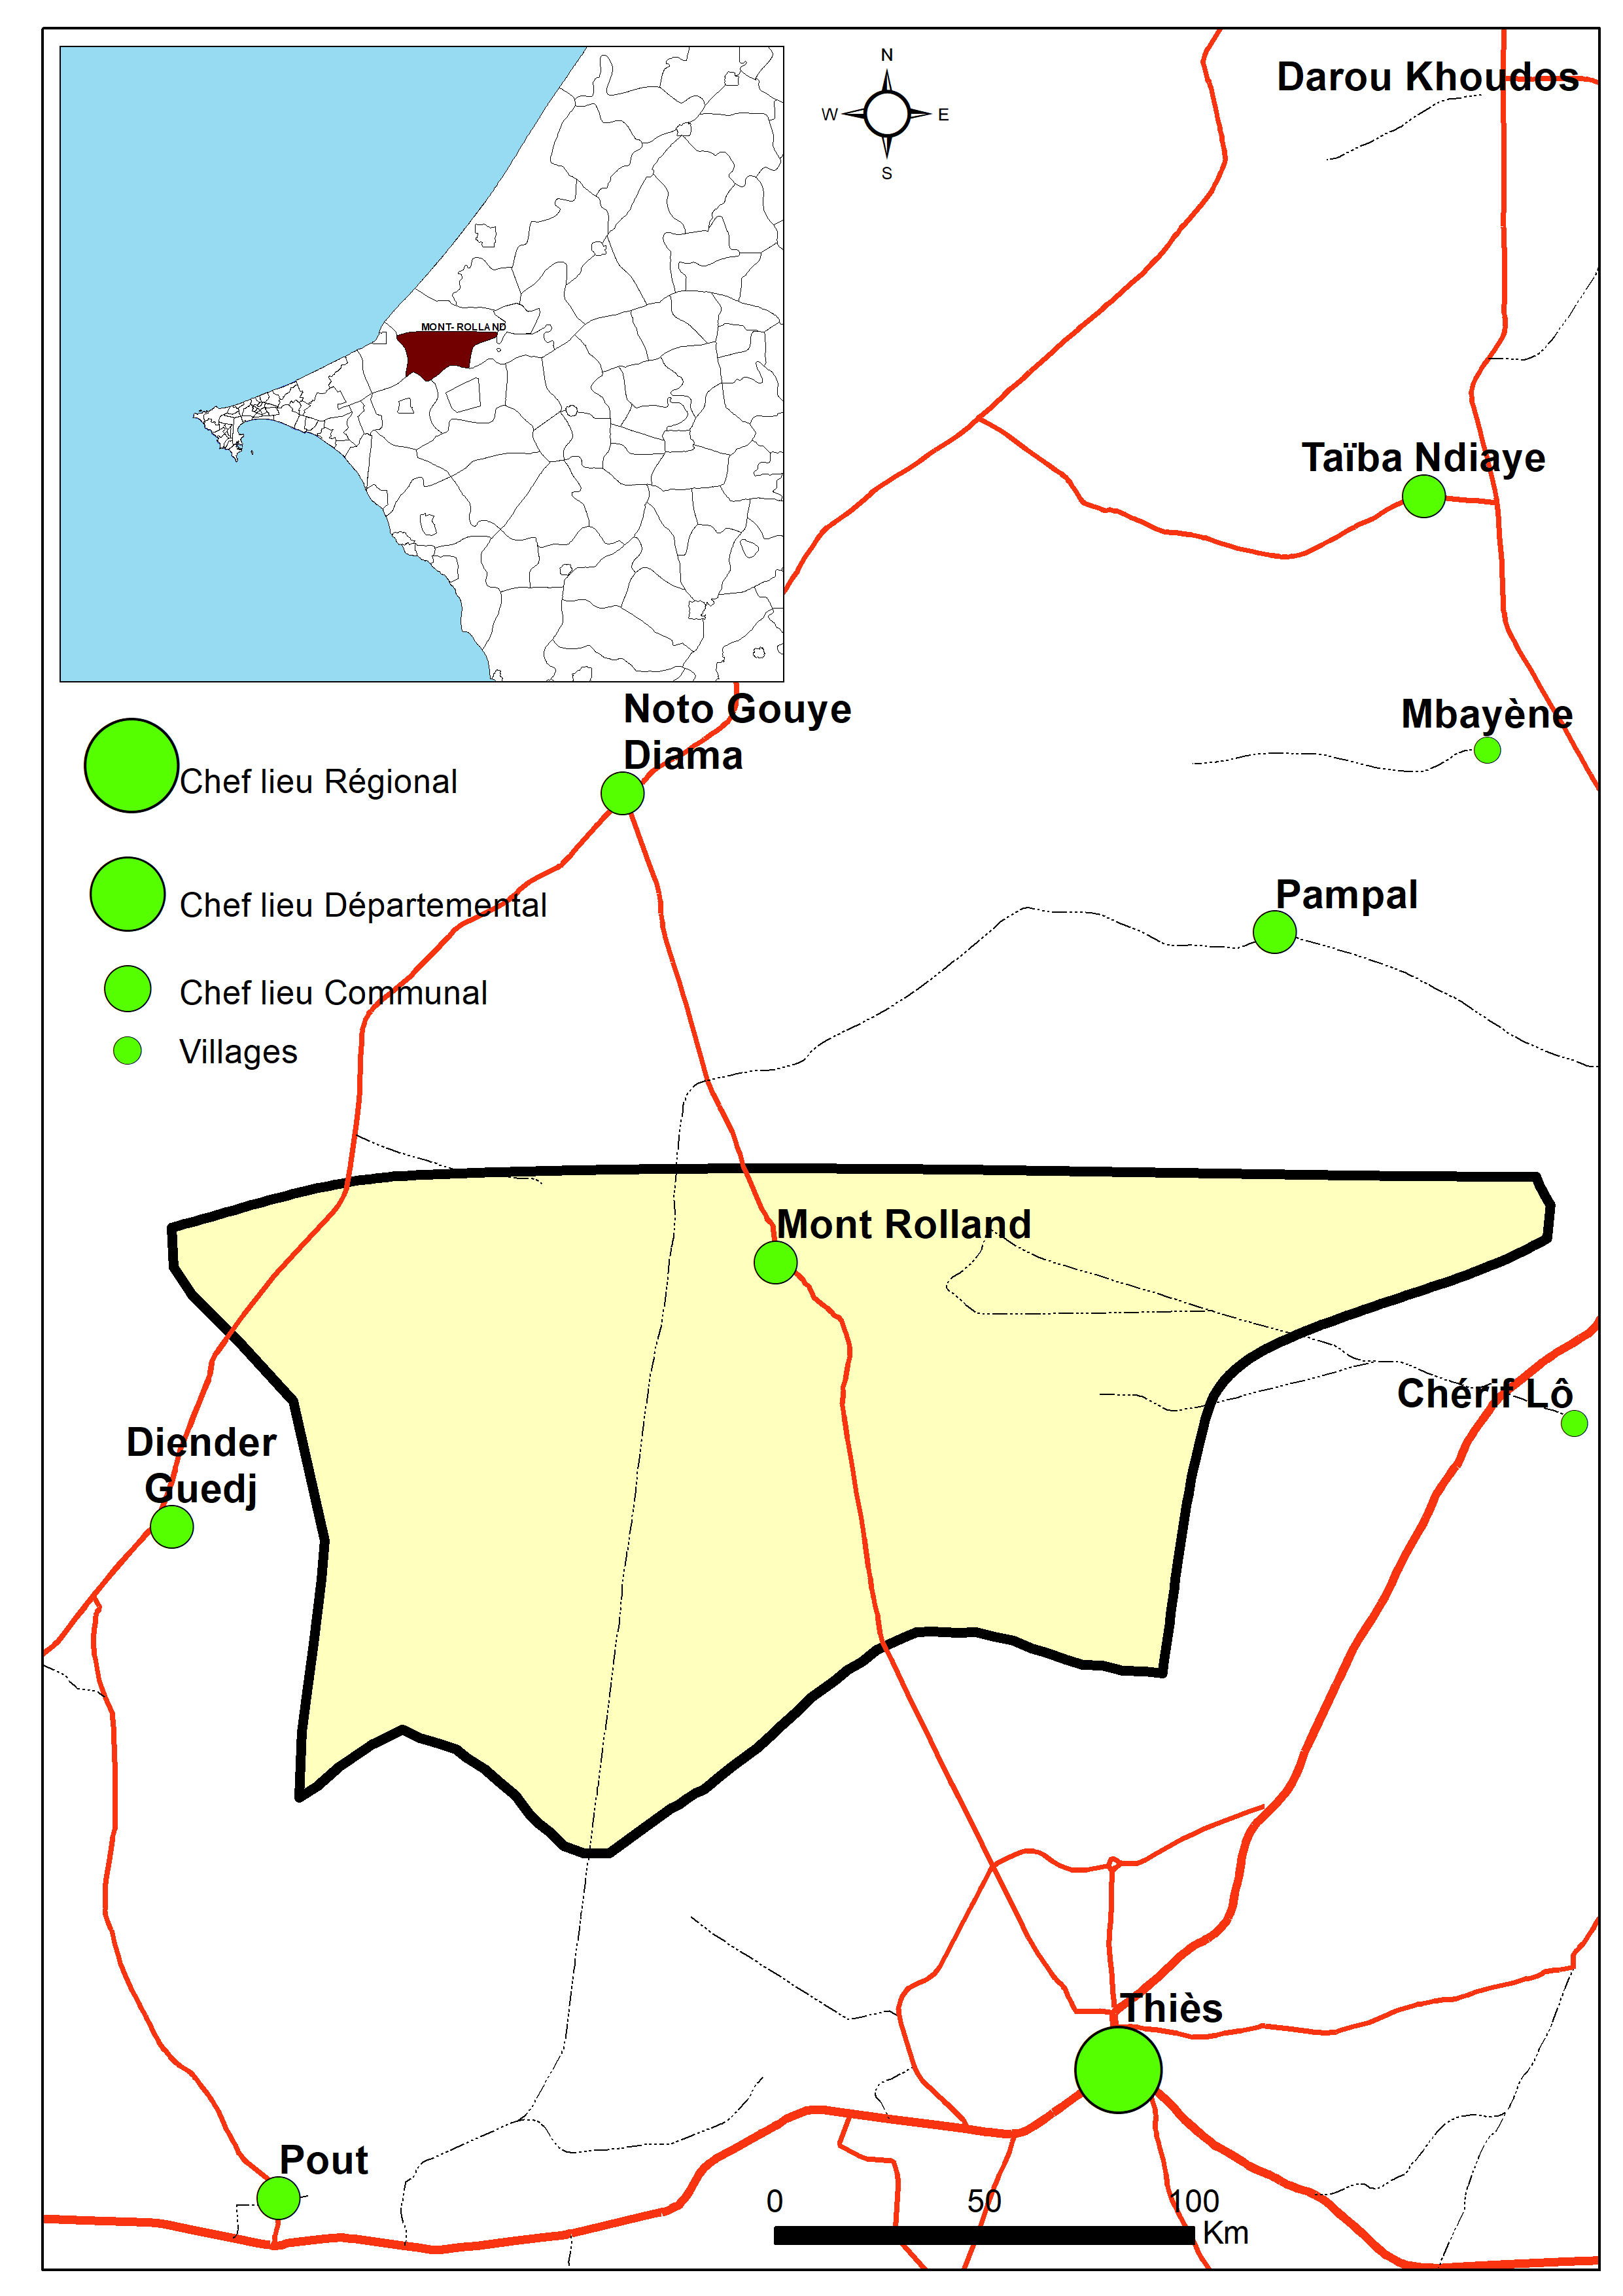 N
W
E
S
Darou Khoudos
MONT-ROLLAND
Taïba Ndiaye
Noto Gouye
Diama
Mbayène
Chef lieu Régional
Chef lieu Départemental
Pampal
Chef lieu Communal
Villages
Mont Rolland
Chérif Lô
Diender
Guedj
Thiès
Pout
0
50
100
Km